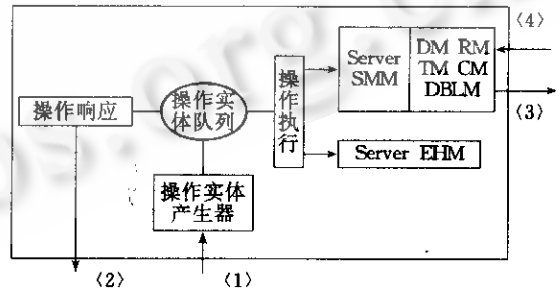 〈4〉
Server
SMM
DM RM
TM CM
DBLM
〈3〉
操作响应
操作实
体队列
操
作
执
行
Server EHM
操作实体
产生器
〈2〉
〈1〉